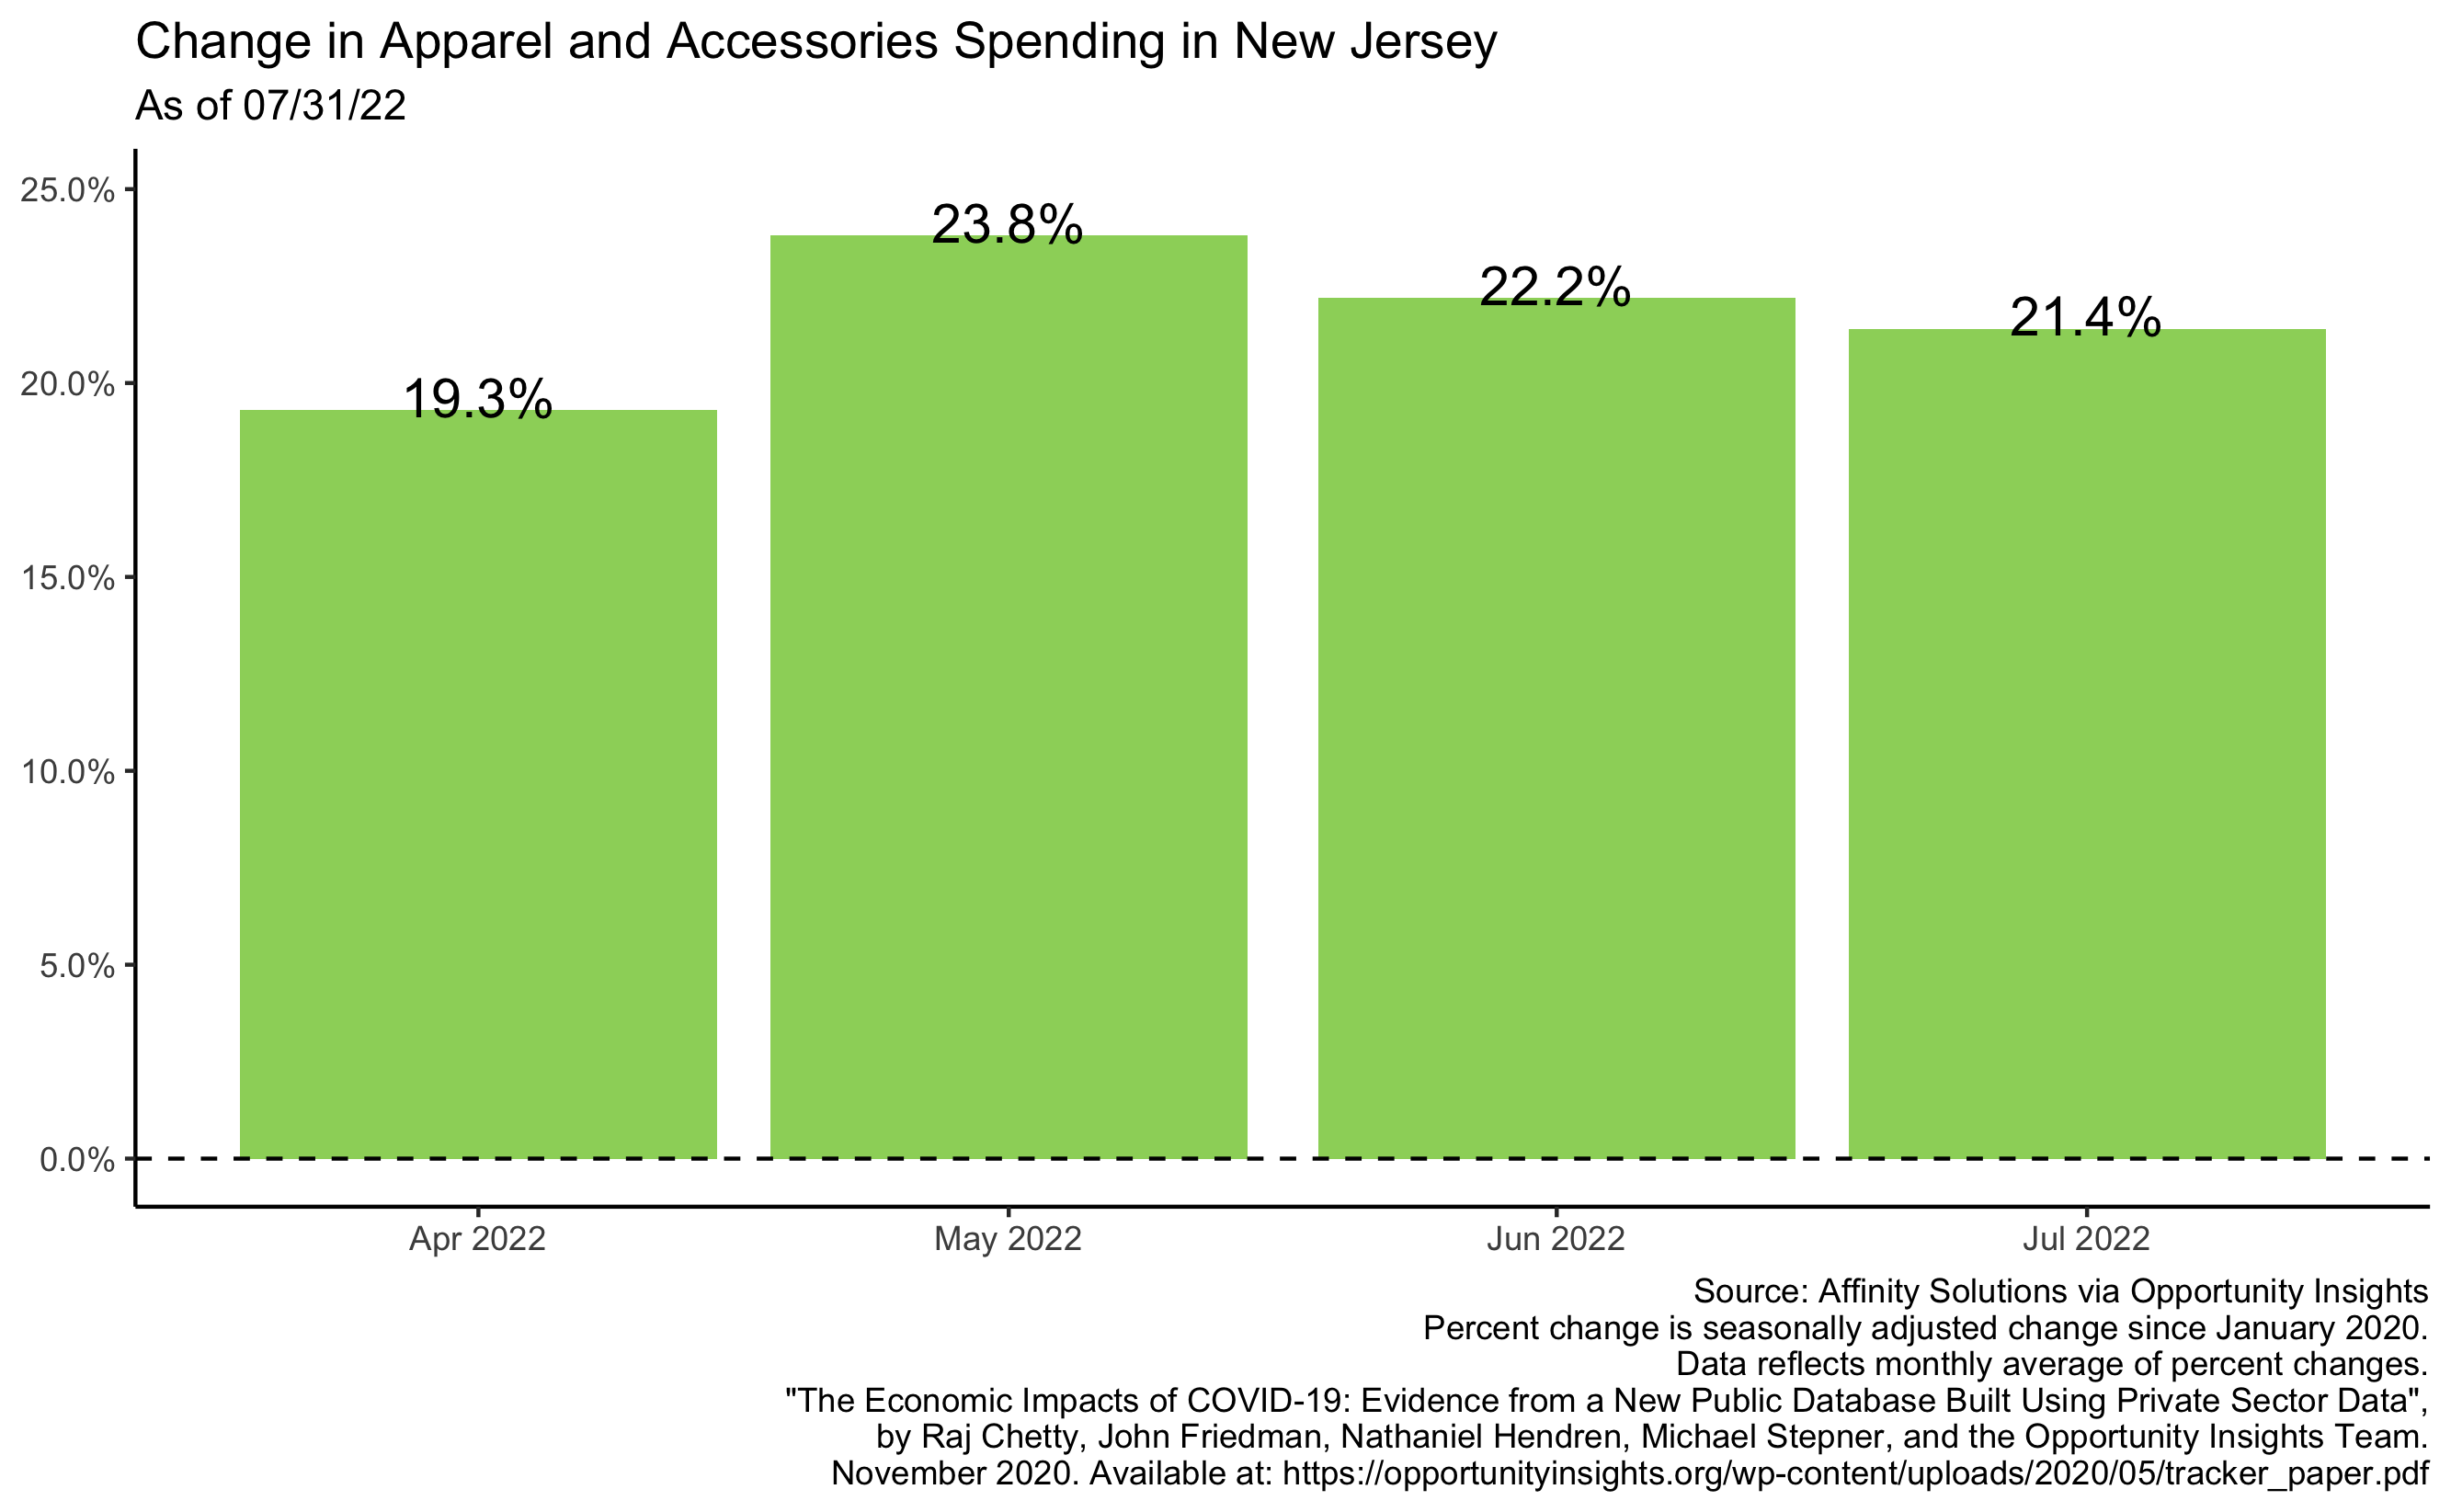 Change in Apparel and Accessories Spending in New Jersey
As of 07/31/22
25.0%
20.0%
15.0%
10.0%
5.0%
0.0%
19.3%
23.8%
22.2%
21.4%
Apr 2022
May 2022
Jun 2022
Jul 2022
Source: Affinity Solutions via Opportunity Insights
Percent change is seasonally adjusted change since January 2020.
Data reflects monthly average of percent changes.
"The Economic Impacts of COVID-19: Evidence from a New Public Database Built Using Private Sector Data",
by Raj Chetty, John Friedman, Nathaniel Hendren, Michael Stepner, and the Opportunity Insights Team.
November 2020. Available at: https://opportunityinsights.org/wp-content/uploads/2020/05/tracker_paper.pdf